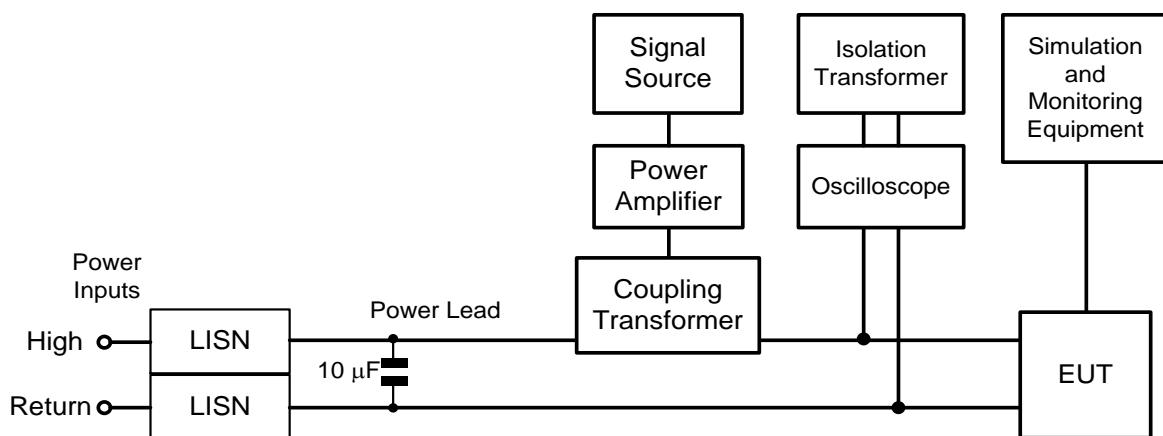 Signal
Source
Isolation
Transformer
Simulation
and
Monitoring
Equipment
Power
Amplifier
Oscilloscope
Power
Inputs
Coupling
Transformer
Power Lead
High
LISN
10 μF
EUT
Return
LISN